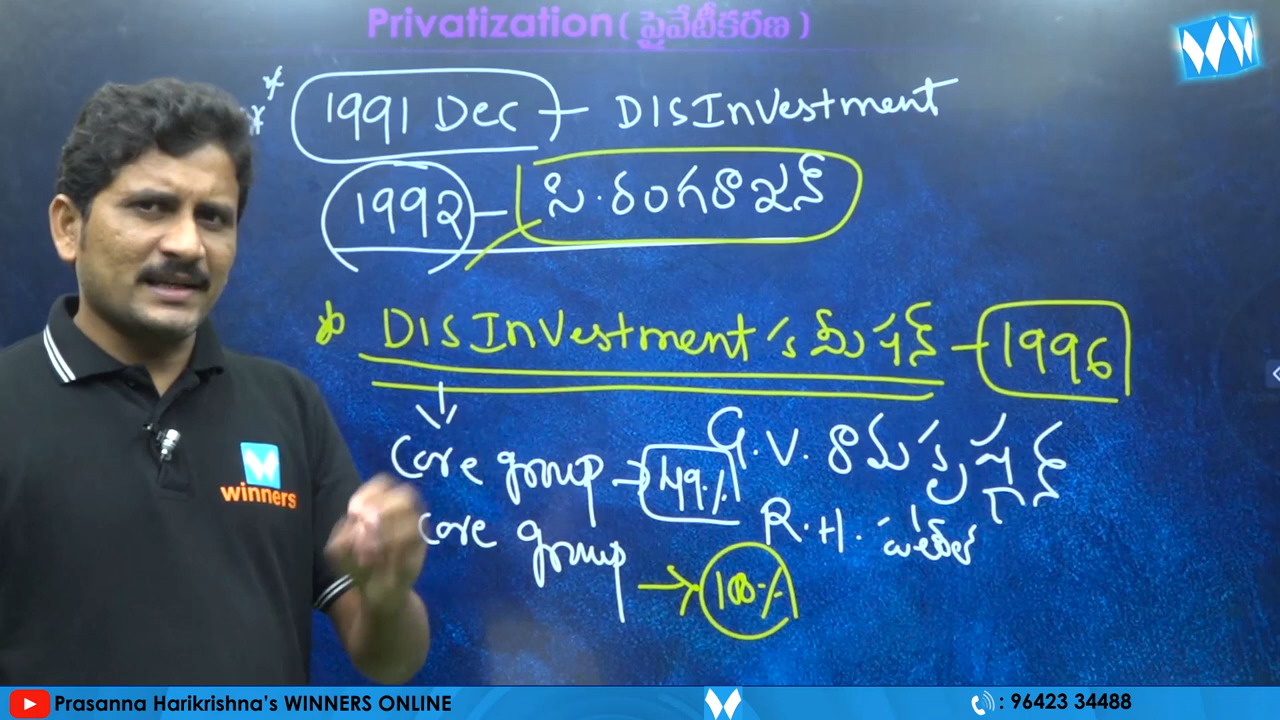 Privatization ( ప్రైవేటీకరణ )
1991 Dec - DISInvestment
1992 - సి. రంగరాజన్
DISInvestment's మీషన్ - 1996
Core group → 49%
G.V. రామకృష్ణన్
R.H. పటేల్
core group → 100%
winners
Prasanna Harikrishna's WINNERS ONLINE
: 96423 34488